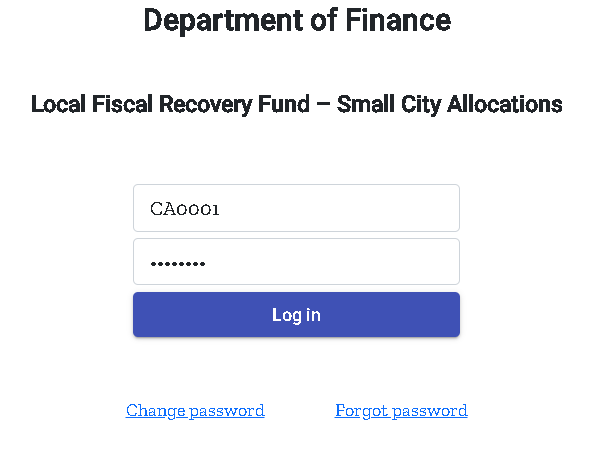 Department of Finance
Local Fiscal Recovery Fund – Small City Allocations
CA0001
••••••••
Log in
Change password Forgot password